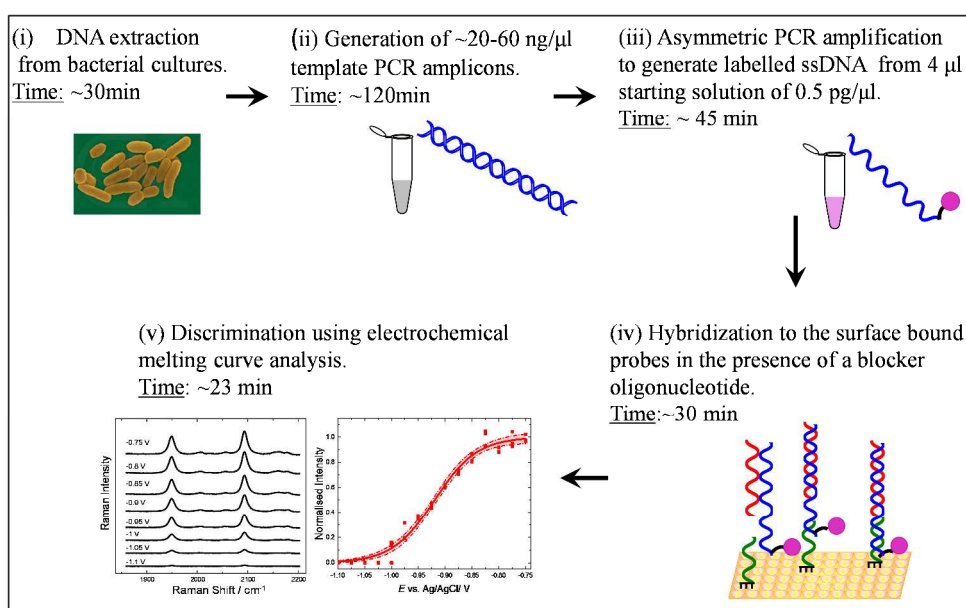 (i) DNA extraction
from bacterial cultures.
Time: ~30min
(ii) Generation of ~20-60 ng/µl
template PCR amplicons.
Time: ~120min
(iii) Asymmetric PCR amplification
to generate labelled ssDNA from 4 µl
starting solution of 0.5 pg/µl.
Time: ~ 45 min
(iv) Hybridization to the surface bound
probes in the presence of a blocker
oligonucleotide.
Time:~30 min
(v) Discrimination using electrochemical
melting curve analysis.
Time: ~23 min
Raman Intensity
-0.75 V
-0.8 V
-0.85 V
-0.9 V
-0.95 V
-1 V
-1.05 V
-1.1 V
1900 2000 2100 2200
Raman Shift / cm⁻¹
Normalised Intensity
1.0
0.8
0.6
0.4
0.2
0.0
-1.10 -1.05 -1.00 -0.95 -0.90 -0.85 -0.80 -0.75
E vs. Ag/AgCl/ V